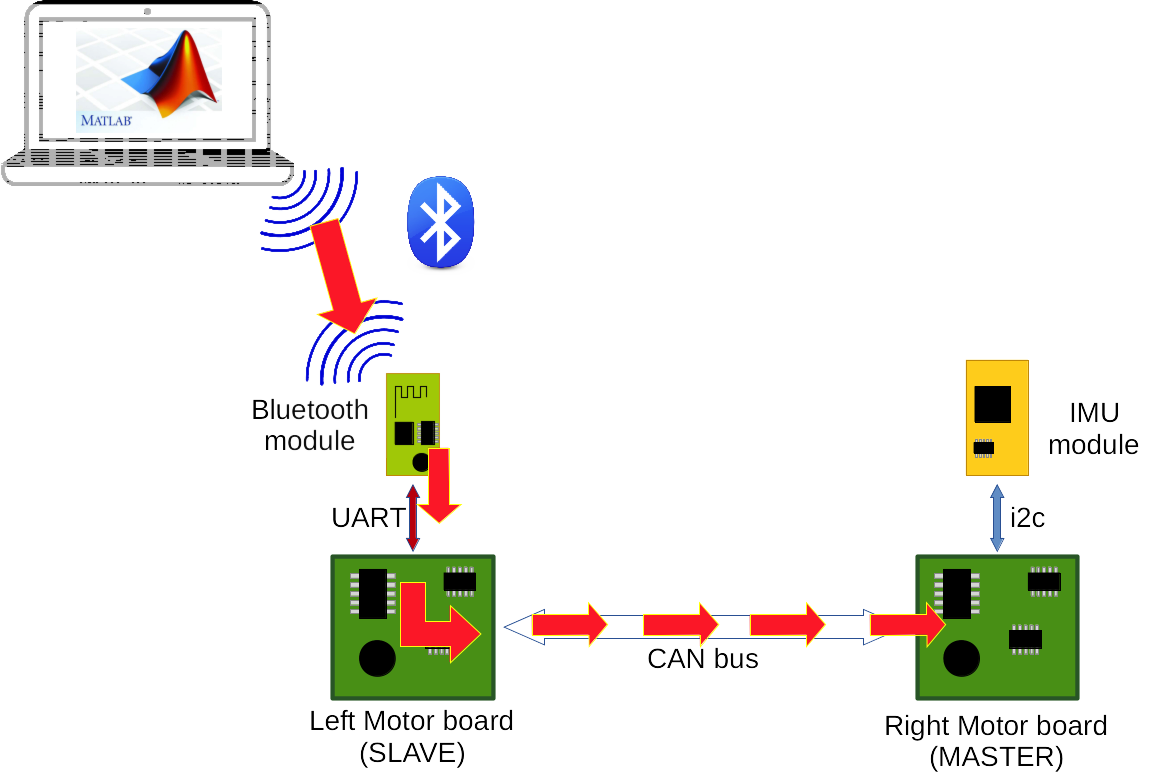 MATLAB
Bluetooth
module
IMU
module
UART
i2c
CAN bus
Left Motor board
(SLAVE)
Right Motor board
(MASTER)